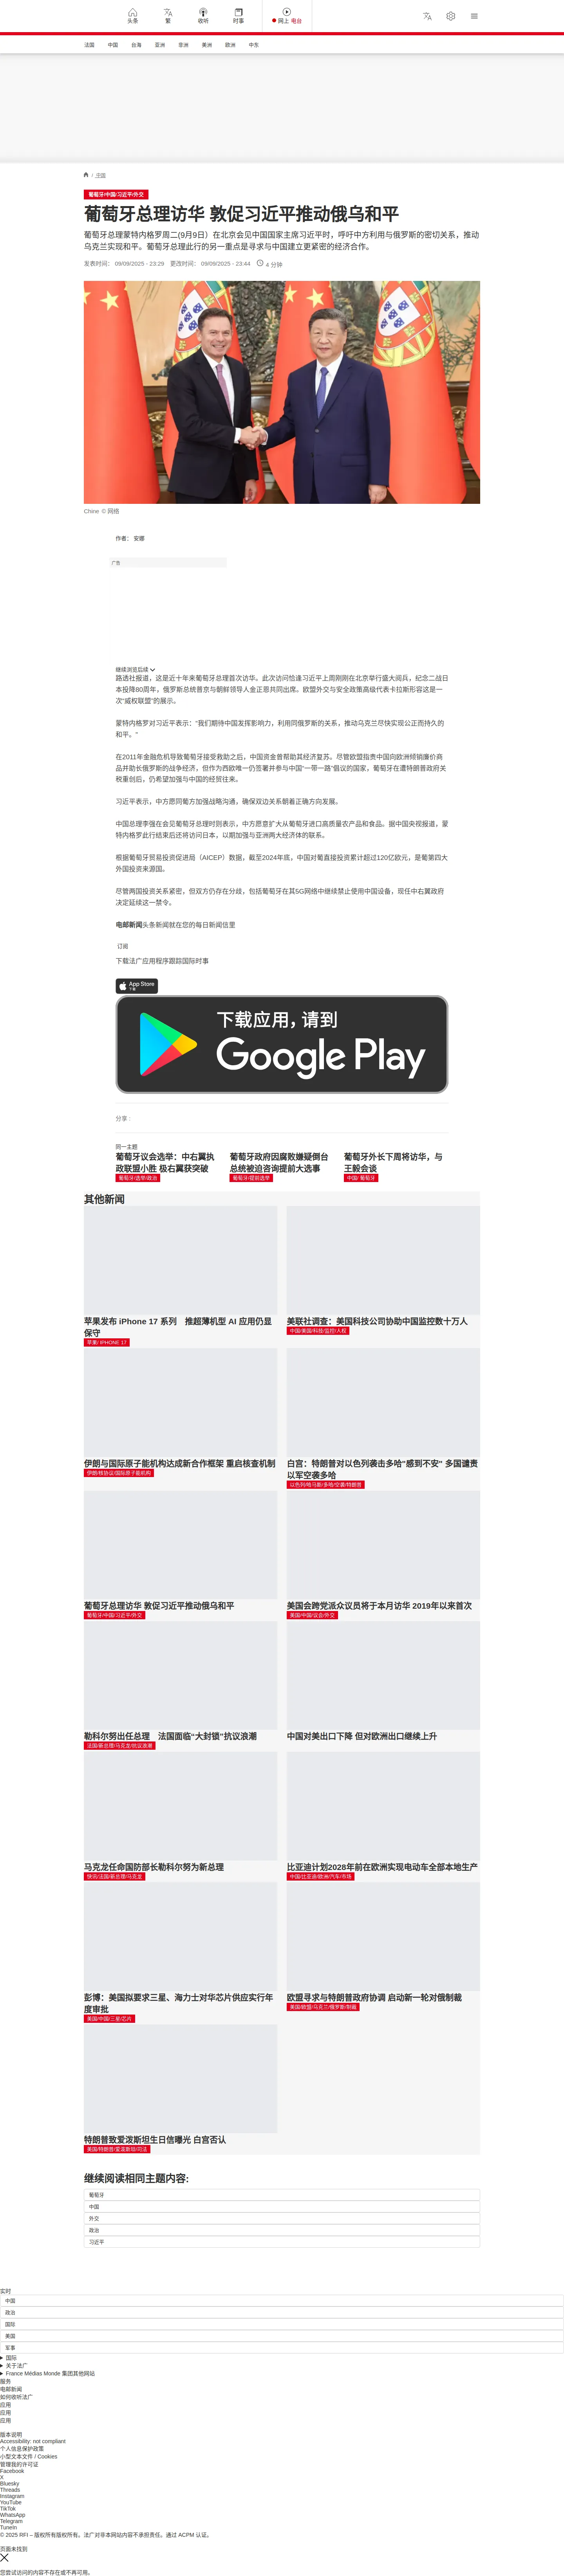 头条
繁
收听
时事
网上 电台
法国
中国
台海
亚洲
非洲
美洲
欧洲
中东
/ 中国
葡萄牙/中国/习近平/外交
葡萄牙总理访华 敦促习近平推动俄乌和平
葡萄牙总理蒙特内格罗周二(9月9日）在北京会见中国国家主席习近平时，呼吁中方利用与俄罗斯的密切关系，推动
乌克兰实现和平。葡萄牙总理此行的另一重点是寻求与中国建立更紧密的经济合作。
发表时间： 09/09/2025 - 23:29 更改时间： 09/09/2025 - 23:44 4 分钟
Chine © 网络
作者： 安娜
广告
继续浏览后续
路透社报道，这是近十年来葡萄牙总理首次访华。此次访问恰逢习近平上周刚刚在北京举行盛大阅兵，纪念二战日
本投降80周年，俄罗斯总统普京与朝鲜领导人金正恩共同出席。欧盟外交与安全政策高级代表卡拉斯形容这是一
次“威权联盟”的展示。
蒙特内格罗对习近平表示：“我们期待中国发挥影响力，利用同俄罗斯的关系，推动乌克兰尽快实现公正而持久的
和平。”
在2011年金融危机导致葡萄牙接受救助之后，中国资金曾帮助其经济复苏。尽管欧盟指责中国向欧洲倾销廉价商
品并助长俄罗斯的战争经济，但作为西欧唯一仍签署并参与中国“一带一路”倡议的国家，葡萄牙在遭特朗普政府关
税重创后，仍希望加强与中国的经贸往来。
习近平表示，中方愿同葡方加强战略沟通，确保双边关系朝着正确方向发展。
中国总理李强在会见葡萄牙总理时则表示，中方愿意扩大从葡萄牙进口高质量农产品和食品。据中国央视报道，蒙
特内格罗此行结束后还将访问日本，以期加强与亚洲两大经济体的联系。
根据葡萄牙贸易投资促进局（AICEP）数据，截至2024年底，中国对葡直接投资累计超过120亿欧元，是葡第四大
外国投资来源国。
尽管两国投资关系紧密，但双方仍存在分歧，包括葡萄牙在其5G网络中继续禁止使用中国设备，现任中右翼政府
决定延续这一禁令。
电邮新闻头条新闻就在您的每日新闻信里
订阅
下载法广应用程序跟踪国际时事
App Store
下载
下载应用，请到
Google Play
分享 :
同一主题
葡萄牙议会选举：中右翼执
政联盟小胜 极右翼获突破
葡萄牙/选举/政治
葡萄牙政府因腐败嫌疑倒台
总统被迫咨询提前大选事
葡萄牙/提前选举
葡萄牙外长下周将访华，与
王毅会谈
中国/ 葡萄牙
其他新闻
苹果发布 iPhone 17 系列 推超薄机型 AI 应用仍显
保守
苹果/ IPHONE 17
美联社调查：美国科技公司协助中国监控数十万人
中国/美国/科技/监控/人权
伊朗与国际原子能机构达成新合作框架 重启核查机制
伊朗/核协议/国际原子能机构
白宫：特朗普对以色列袭击多哈“感到不安” 多国谴责
以军空袭多哈
以色列/哈马斯/多哈/空袭/特朗普
葡萄牙总理访华 敦促习近平推动俄乌和平
葡萄牙/中国/习近平/外交
美国会跨党派众议员将于本月访华 2019年以来首次
美国/中国/议会/外交
勒科尔努出任总理 法国面临“大封锁”抗议浪潮
法国/新总理/马克龙/抗议浪潮
中国对美出口下降 但对欧洲出口继续上升
马克龙任命国防部长勒科尔努为新总理
快讯/法国/新总理/马克龙
比亚迪计划2028年前在欧洲实现电动车全部本地生产
中国/比亚迪/欧洲/汽车/市场
彭博：美国拟要求三星、海力士对华芯片供应实行年
度审批
美国/中国/三星/芯片
欧盟寻求与特朗普政府协调 启动新一轮对俄制裁
美国/欧盟/乌克兰/俄罗斯/制裁
特朗普致爱泼斯坦生日信曝光 白宫否认
美国/特朗普/爱泼斯坦/司法
继续阅读相同主题内容:
葡萄牙
中国
外交
政治
习近平
实时
中国
政治
国际
美国
军事
国际
关于法广
France Médias Monde 集团其他网站
服务
电邮新闻
如何收听法广
应用
应用
应用
版本说明
Accessibility: not compliant
个人信息保护政策
小型文本文件 / Cookies
管理我的许可证
Facebook
X
Bluesky
Threads
Instagram
YouTube
TikTok
WhatsApp
Telegram
TuneIn
© 2025 RFI – 版权所有版权所有。法广对非本网站内容不承担责任。通过 ACPM 认证。
页面未找到
您尝试访问的内容不存在或不再可用。